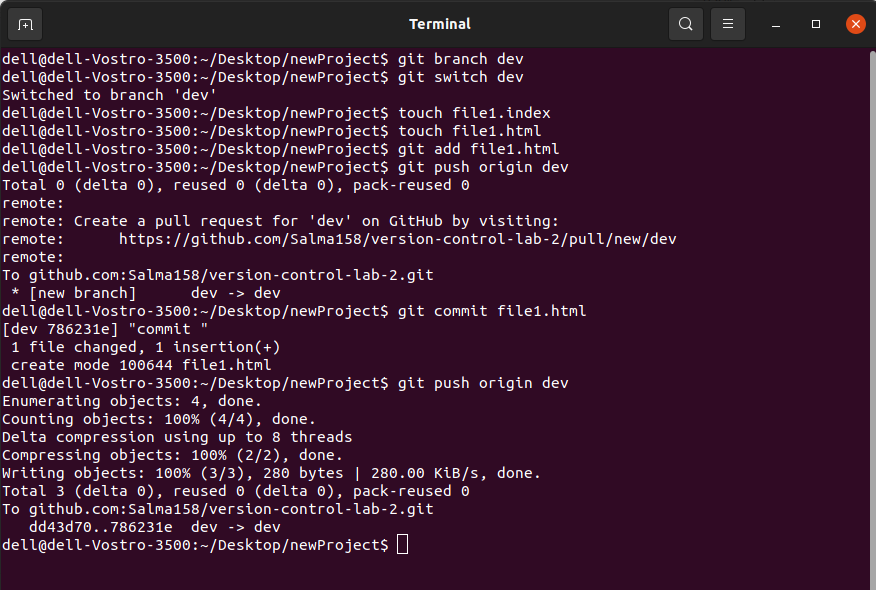 Terminal
dell@dell-Vostro-3500:~/Desktop/newProject$ git branch dev
dell@dell-Vostro-3500:~/Desktop/newProject$ git switch dev
Switched to branch 'dev'
dell@dell-Vostro-3500:~/Desktop/newProject$ touch file1.index
dell@dell-Vostro-3500:~/Desktop/newProject$ touch file1.html
dell@dell-Vostro-3500:~/Desktop/newProject$ git add file1.html
dell@dell-Vostro-3500:~/Desktop/newProject$ git push origin dev
Total 0 (delta 0), reused 0 (delta 0), pack-reused 0
remote:
remote: Create a pull request for 'dev' on GitHub by visiting:
remote:      https://github.com/Salma158/version-control-lab-2/pull/new/dev
remote:
To github.com:Salma158/version-control-lab-2.git
 * [new branch]      dev -> dev
dell@dell-Vostro-3500:~/Desktop/newProject$ git commit file1.html
[dev 786231e] "commit "
 1 file changed, 1 insertion(+)
 create mode 100644 file1.html
dell@dell-Vostro-3500:~/Desktop/newProject$ git push origin dev
Enumerating objects: 4, done.
Counting objects: 100% (4/4), done.
Delta compression using up to 8 threads
Compressing objects: 100% (2/2), done.
Writing objects: 100% (3/3), 280 bytes | 280.00 KiB/s, done.
Total 3 (delta 0), reused 0 (delta 0), pack-reused 0
To github.com:Salma158/version-control-lab-2.git
   dd43d70..786231e  dev -> dev
dell@dell-Vostro-3500:~/Desktop/newProject$